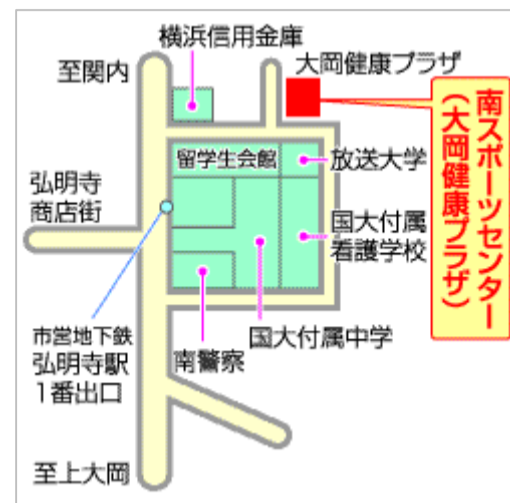 横浜信用金庫
至関内
大岡健康プラザ
南スポーツセンター
（大岡健康プラザ）
留学生会館
放送大学
弘明寺
商店街
国大付属
看護学校
市営地下鉄
弘明寺駅
1番出口
南警察
国大付属中学
至上大岡